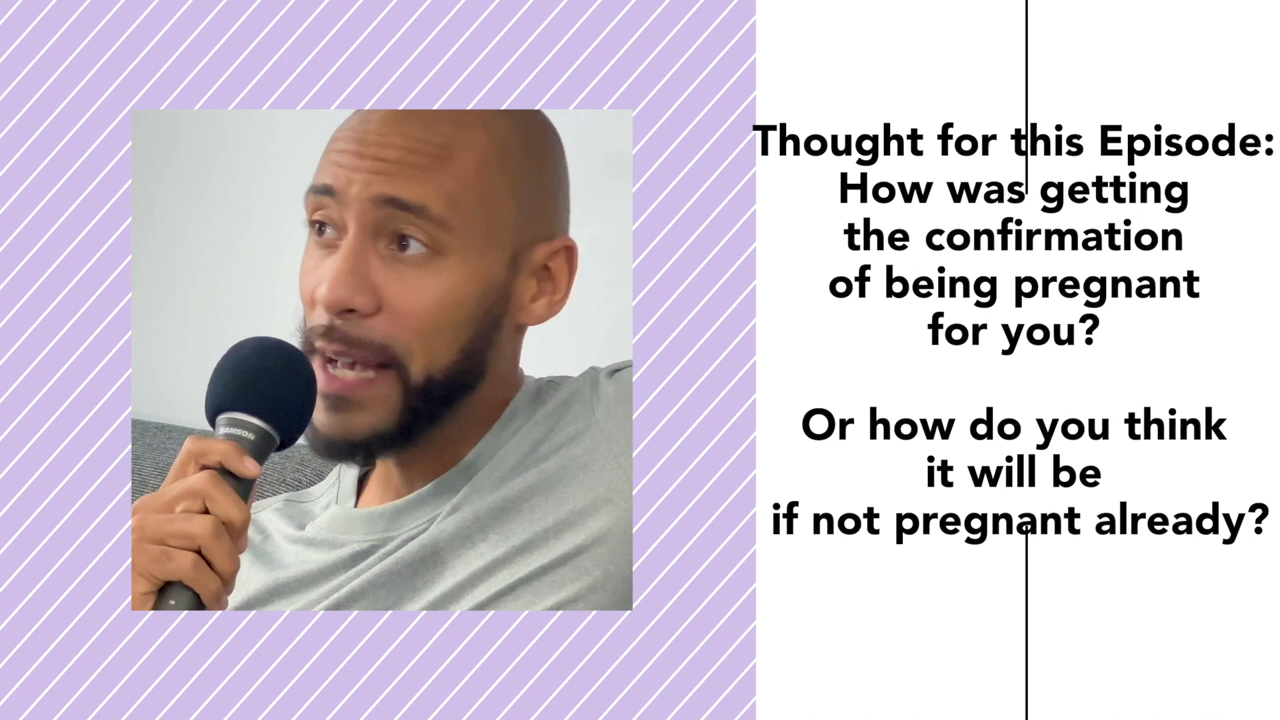 Thought for this Episode:
How was getting
the confirmation
of being pregnant
for you?
Or how do you think
it will be
if not pregnant already?
SAMSON